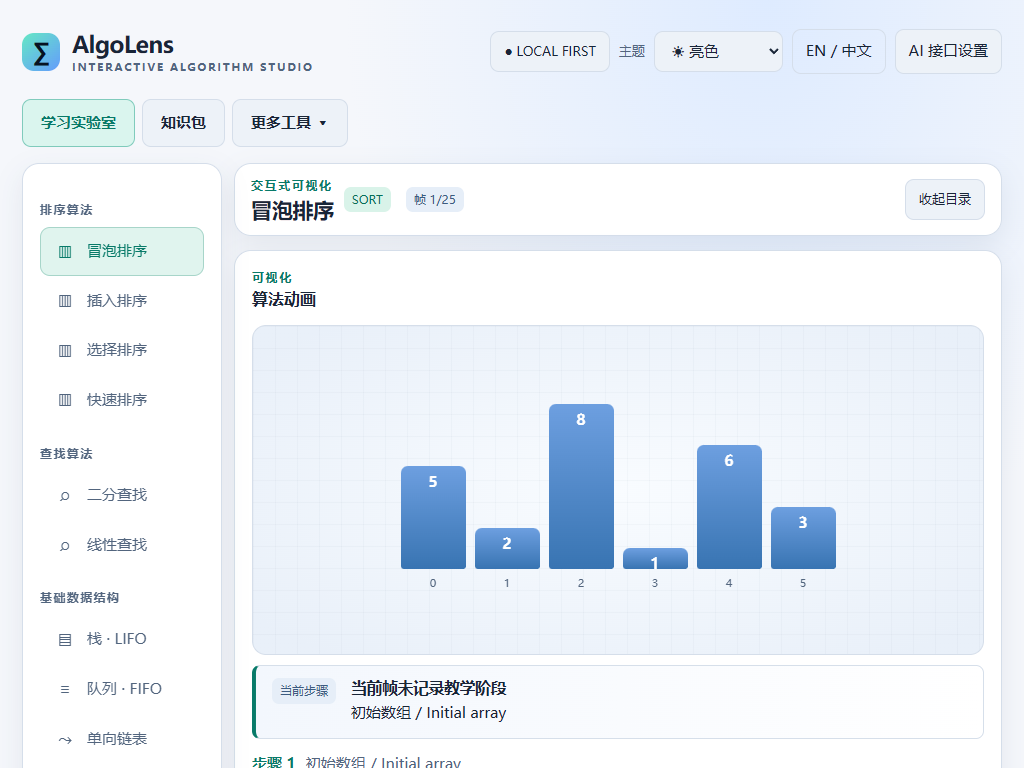 ∑ AlgoLens
INTERACTIVE ALGORITHM STUDIO
● LOCAL FIRST 主题 ☀ 亮色 EN / 中文 AI 接口设置
学习实验室 知识包 更多工具 ▾
排序算法
冒泡排序
插入排序
选择排序
快速排序
查找算法
二分查找
线性查找
基础数据结构
栈 · LIFO
队列 · FIFO
单向链表
交互式可视化
冒泡排序 SORT 帧 1/25 收起目录
可视化
算法动画
5 2 8 1 6 3
0 1 2 3 4 5
当前步骤 当前帧未记录教学阶段
初始数组 / Initial array
步骤 1 初始数组 / Initial array